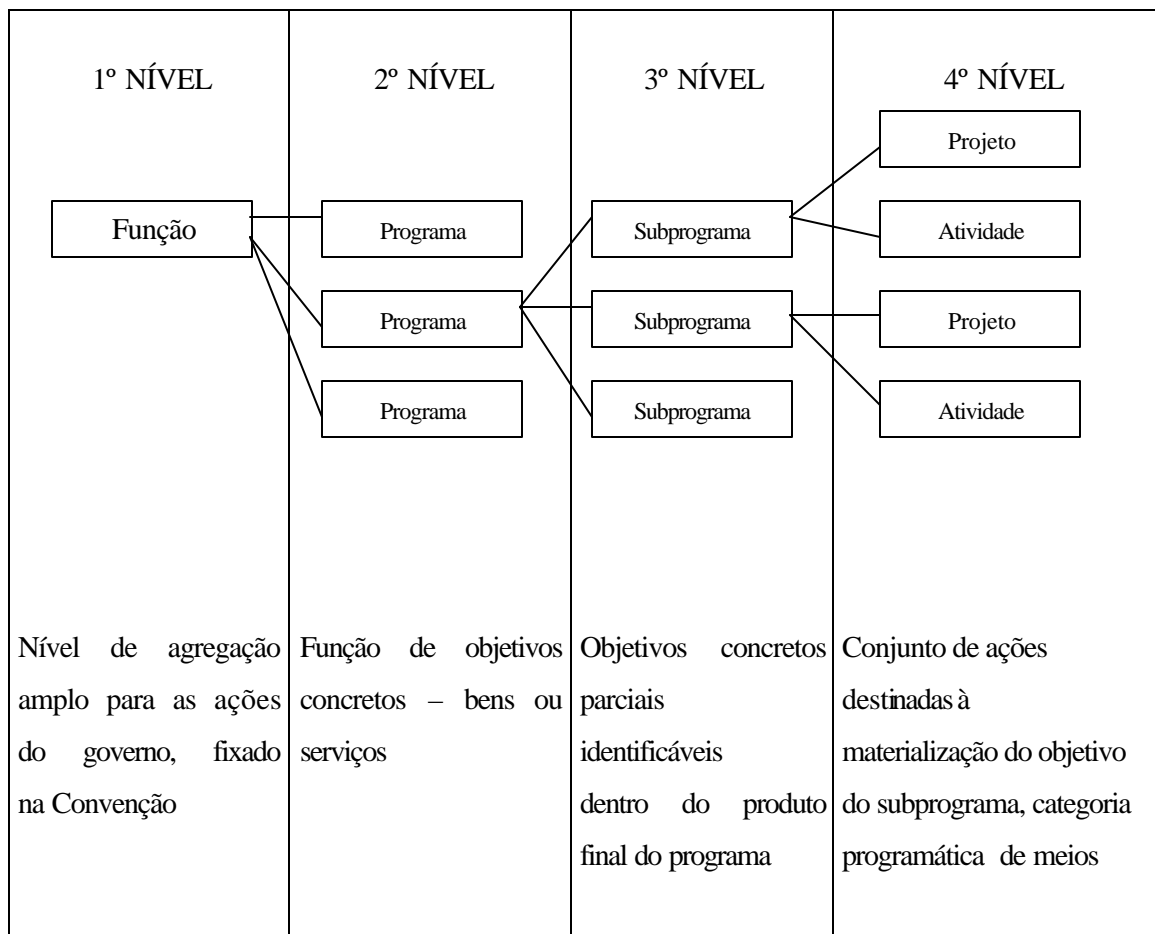 1º NÍVEL
2º NÍVEL
3º NÍVEL
4º NÍVEL
Projeto
Função
Programa
Subprograma
Atividade
Programa
Subprograma
Projeto
Programa
Subprograma
Atividade
Nível de agregação
amplo para as ações
do governo, fixado
na Convenção
Função de objetivos
concretos – bens ou
serviços
Objetivos concretos
parciais
identificáveis
dentro do produto
final do programa
Conjunto de ações
destinadas à
materialização do objetivo
do subprograma, categoria
programática de meios